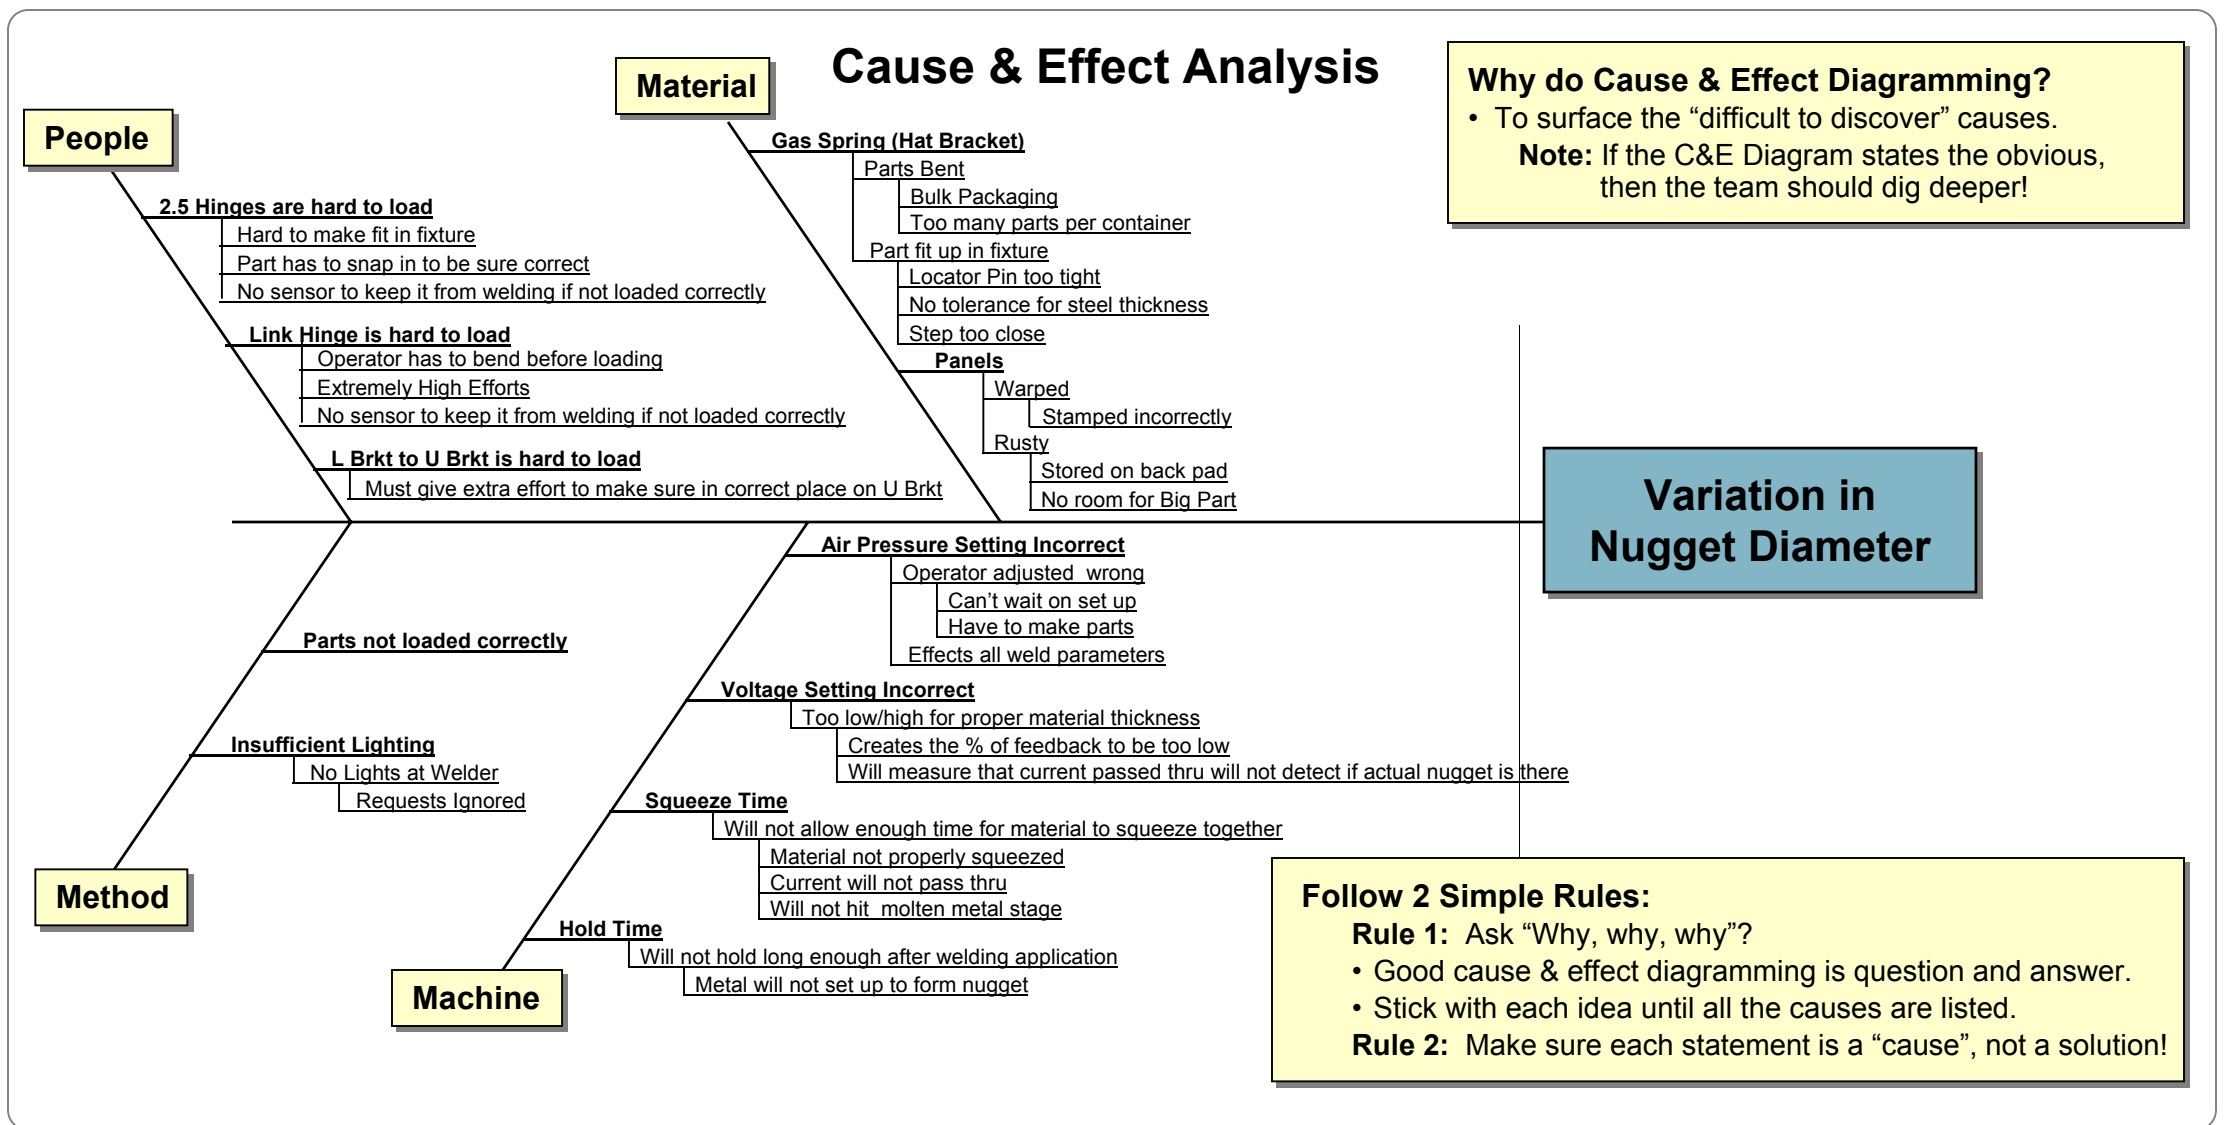 Cause & Effect Analysis
Why do Cause & Effect Diagramming?
• To surface the “difficult to discover” causes.
Note: If the C&E Diagram states the obvious,
then the team should dig deeper!
People
2.5 Hinges are hard to load
Hard to make fit in fixture
Part has to snap in to be sure correct
No sensor to keep it from welding if not loaded correctly
Link Hinge is hard to load
Operator has to bend before loading
Extremely High Efforts
No sensor to keep it from welding if not loaded correctly
L Brkt to U Brkt is hard to load
Must give extra effort to make sure in correct place on U Brkt
Material
Gas Spring (Hat Bracket)
Parts Bent
Bulk Packaging
Too many parts per container
Part fit up in fixture
Locator Pin too tight
No tolerance for steel thickness
Step too close
Panels
Warped
Stamped incorrectly
Rusty
Stored on back pad
No room for Big Part
Variation in
Nugget Diameter
Parts not loaded correctly
Insufficient Lighting
No Lights at Welder
Requests Ignored
Method
Air Pressure Setting Incorrect
Operator adjusted  wrong
Can’t wait on set up
Have to make parts
Effects all weld parameters
Voltage Setting Incorrect
Too low/high for proper material thickness
Creates the % of feedback to be too low
Will measure that current passed thru will not detect if actual nugget is there
Squeeze Time
Will not allow enough time for material to squeeze together
Material not properly squeezed
Current will not pass thru
Will not hit  molten metal stage
Hold Time
Will not hold long enough after welding application
Metal will not set up to form nugget
Machine
Follow 2 Simple Rules:
Rule 1:  Ask “Why, why, why”?
• Good cause & effect diagramming is question and answer.
• Stick with each idea until all the causes are listed.
Rule 2:  Make sure each statement is a “cause”, not a solution!